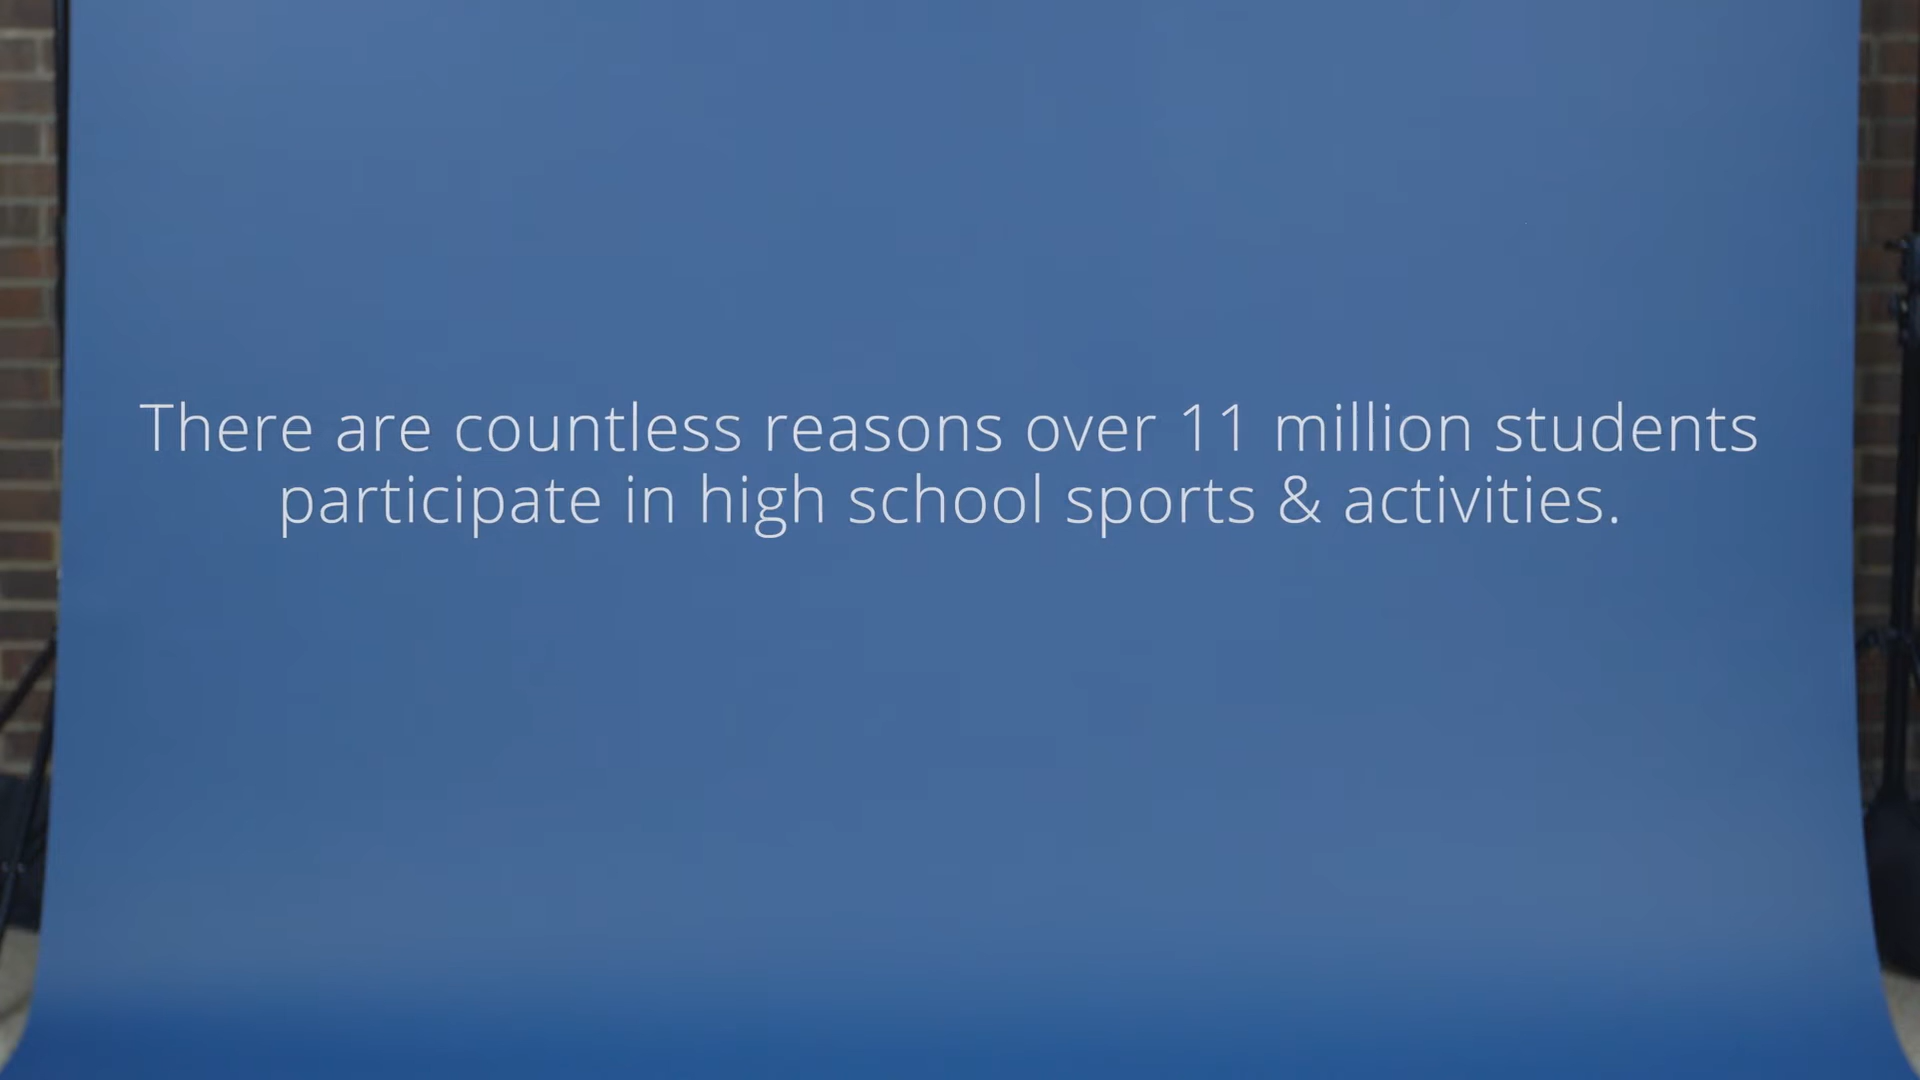 There are countless reasons over 11 million students
participate in high school sports & activities.